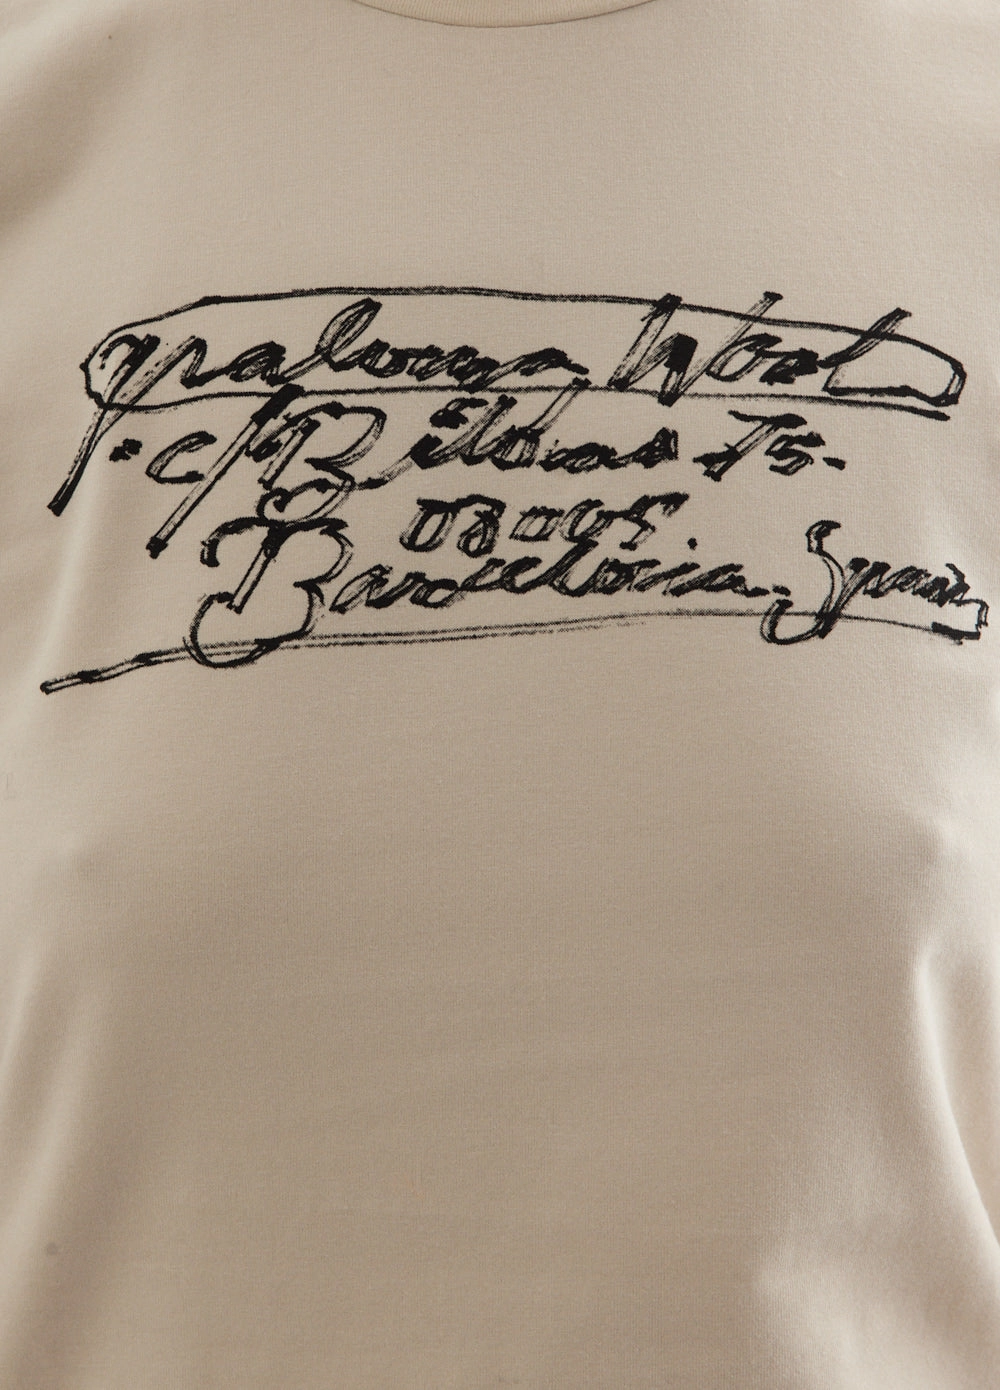 paloma Wool
· c/Bilbao 75.
08005.
Barcelona. Spain